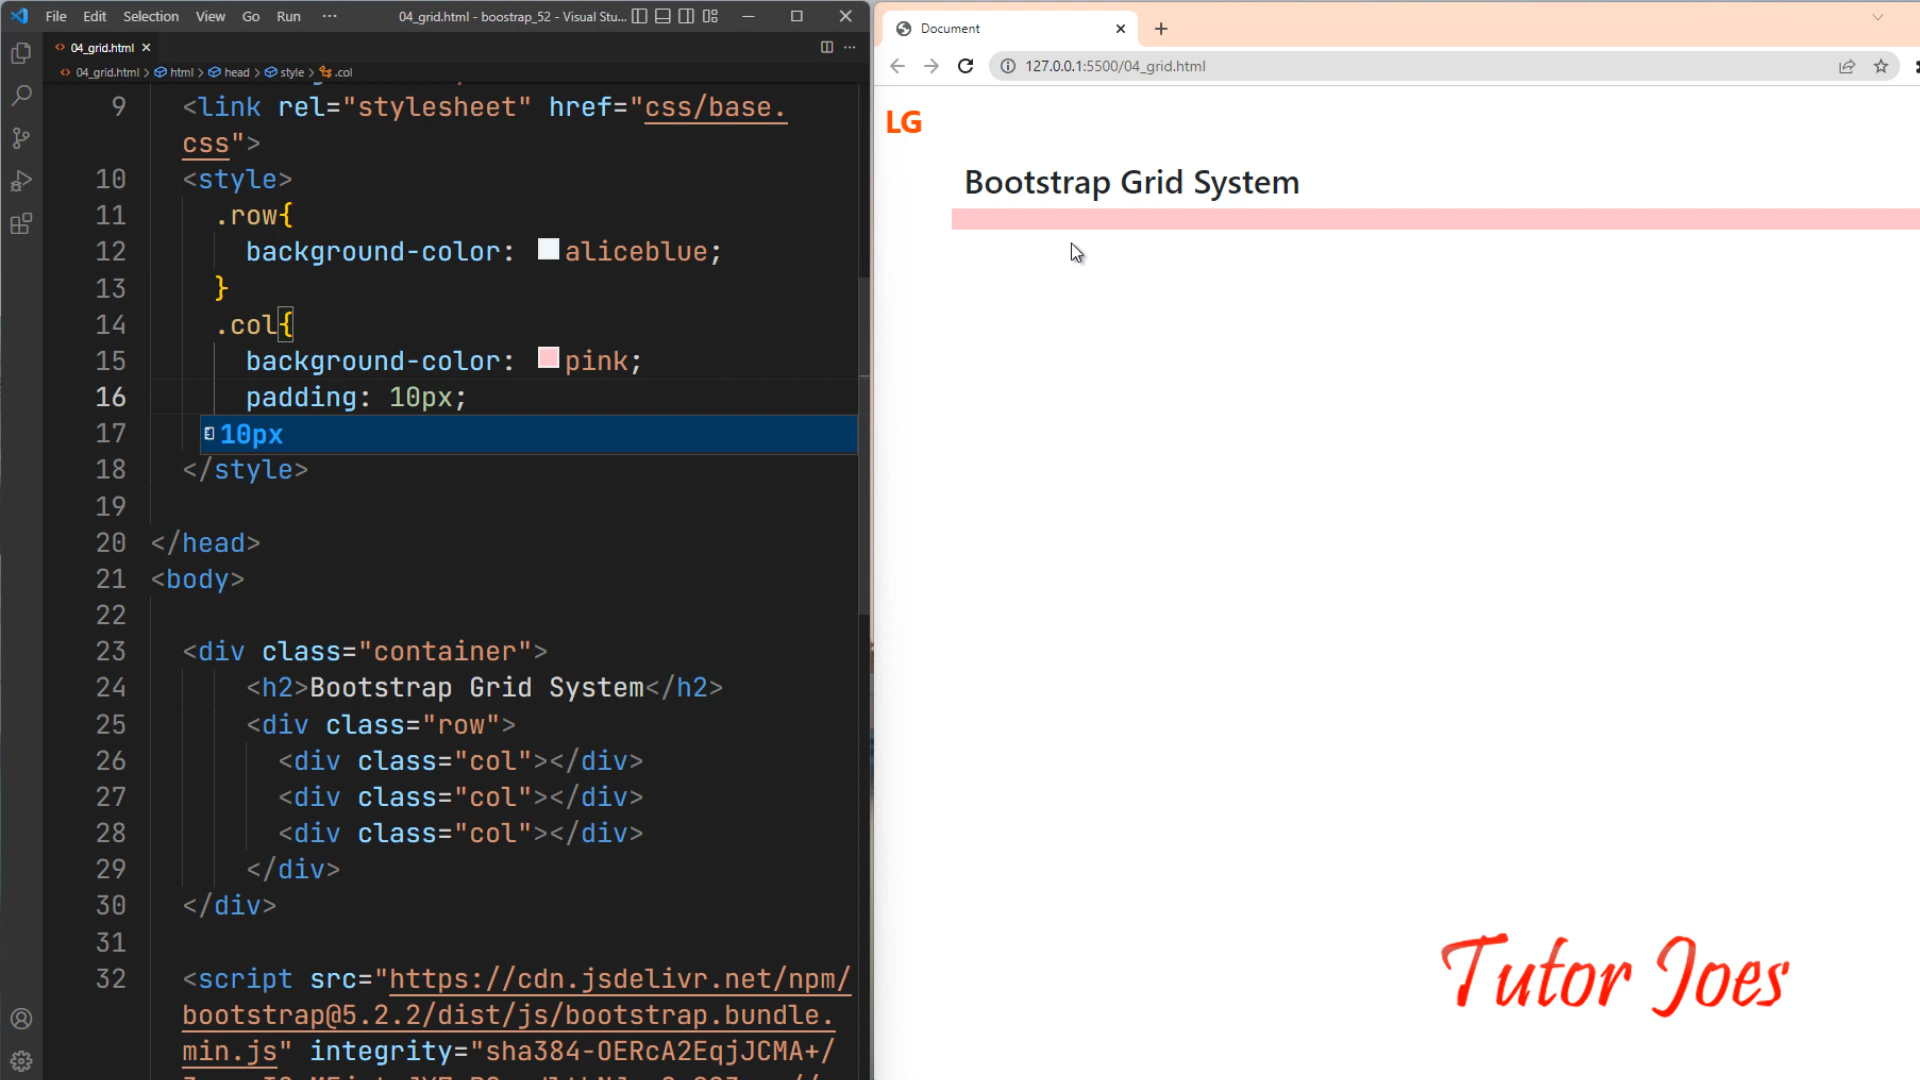 File Edit Selection View Go Run ··· 04_grid.html - boostrap_52 - Visual Stu...
04_grid.html
04_grid.html > html > head > style > .col
9 <link rel="stylesheet" href="css/base.
css">
10 <style>
11 .row{
12 background-color: aliceblue;
13 }
14 .col{
15 background-color: pink;
16 padding: 10px;
17 10px
18 </style>
19
20 </head>
21 <body>
22
23 <div class="container">
24 <h2>Bootstrap Grid System</h2>
25 <div class="row">
26 <div class="col"></div>
27 <div class="col"></div>
28 <div class="col"></div>
29 </div>
30 </div>
31
32 <script src="https://cdn.jsdelivr.net/npm/
bootstrap@5.2.2/dist/js/bootstrap.bundle.
min.js" integrity="sha384-OERcA2EqjJCMA+/
Document
127.0.0.1:5500/04_grid.html
LG
Bootstrap Grid System
Tutor Joes